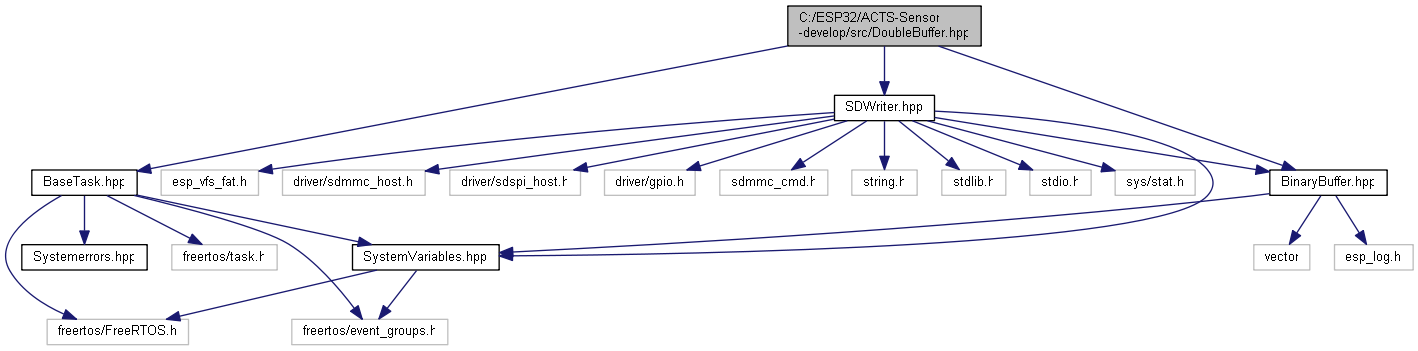 C:/ESP32/ACTS-Sensor
-develop/src/DoubleBuffer.hpp
SDWriter.hpp
BaseTask.hpp
esp_vfs_fat.h
driver/sdmmc_host.h
driver/sdspi_host.h
driver/gpio.h
sdmmc_cmd.h
string.h
stdlib.h
stdio.h
sys/stat.h
BinaryBuffer.hpp
Systemerrors.hpp
freertos/task.h
SystemVariables.hpp
vector
esp_log.h
freertos/FreeRTOS.h
freertos/event_groups.h